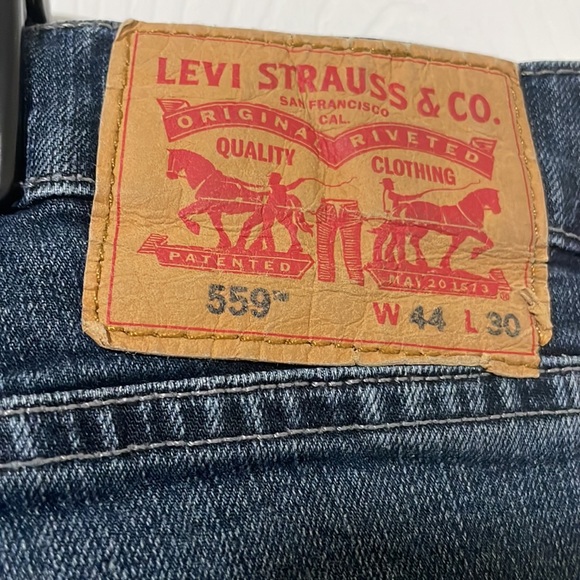 LEVI STRAUSS & CO.
SAN FRANCISCO
CAL.
ORIGINAL RIVETED
QUALITY CLOTHING
PATENTED MAY 20 1873
559™ W 44 L 30